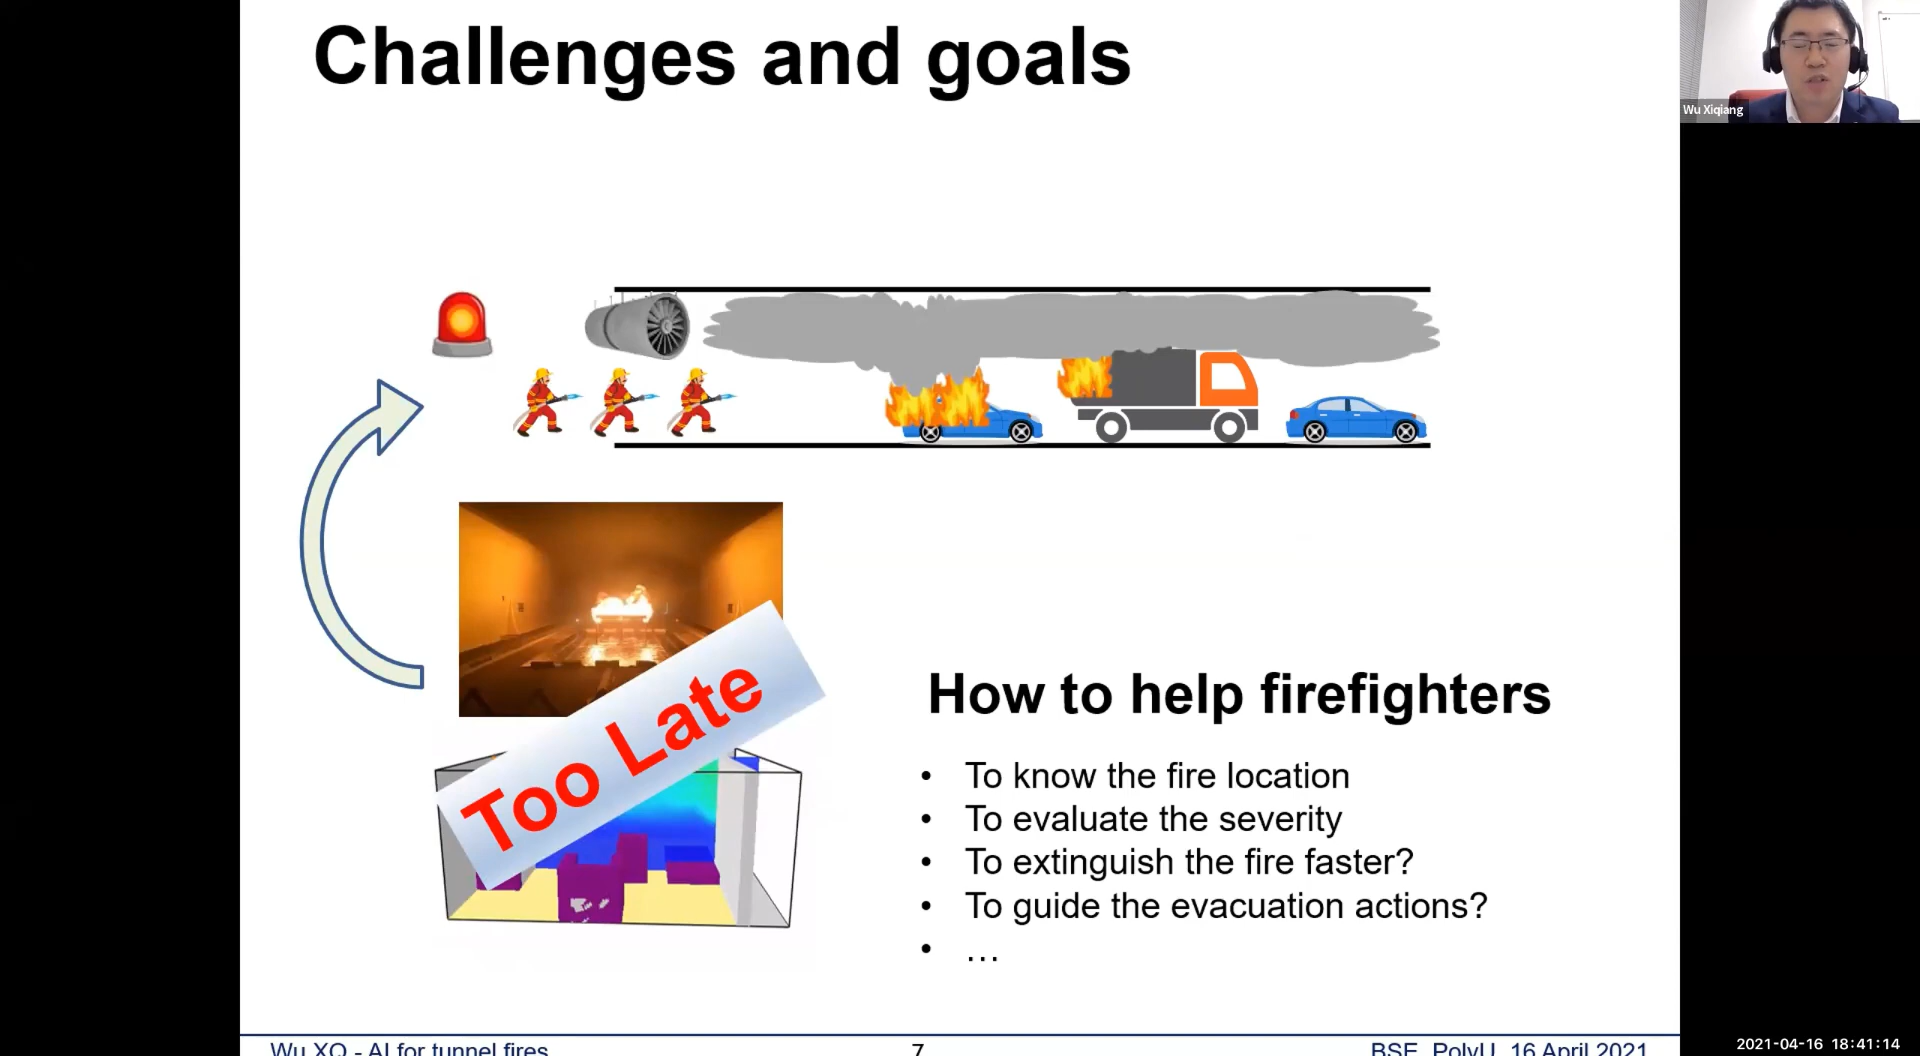 Challenges and goals
Wu Xiqiang
Too Late
How to help firefighters
• To know the fire location
• To evaluate the severity
• To extinguish the fire faster?
• To guide the evacuation actions?
• …
Wu XQ - AI for tunnel fires
7
BSE, PolyU, 16 April 2021
2021-04-16 18:41:14